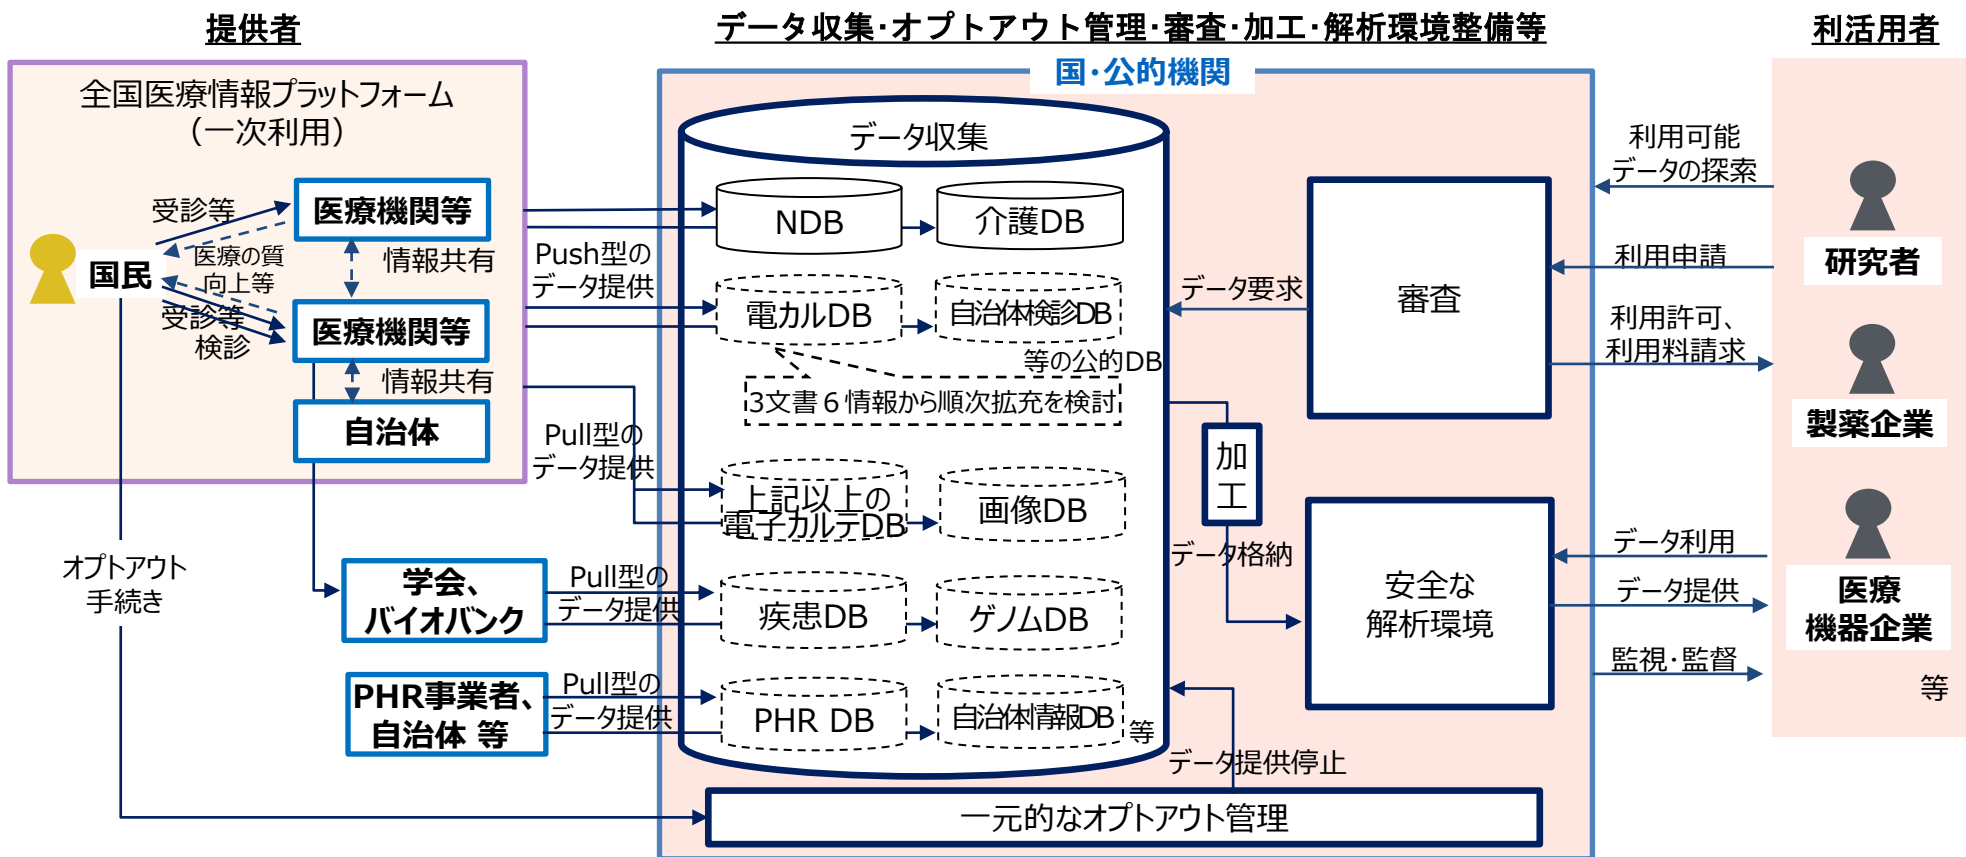 提供者
データ収集・オプトアウト管理・審査・加工・解析環境整備等
利活用者
全国医療情報プラットフォーム
（一次利用）
国民
受診等
医療の質
向上等
受診等
検診
医療機関等
情報共有
医療機関等
情報共有
自治体
オプトアウト
手続き
学会、
バイオバンク
PHR事業者、
自治体 等
Push型の
データ提供
Pull型の
データ提供
Pull型の
データ提供
Pull型の
データ提供
国・公的機関
データ収集
NDB
介護DB
電カルDB
自治体検診DB
等の公的DB
3文書６情報から順次拡充を検討
上記以上の
電子カルテDB
画像DB
疾患DB
ゲノムDB
PHR DB
自治体情報DB
等
データ要求
審査
加
工
データ格納
安全な
解析環境
データ提供停止
一元的なオプトアウト管理
利用可能
データの探索
利用申請
利用許可、
利用料請求
データ利用
データ提供
監視・監督
研究者
製薬企業
医療
機器企業
等